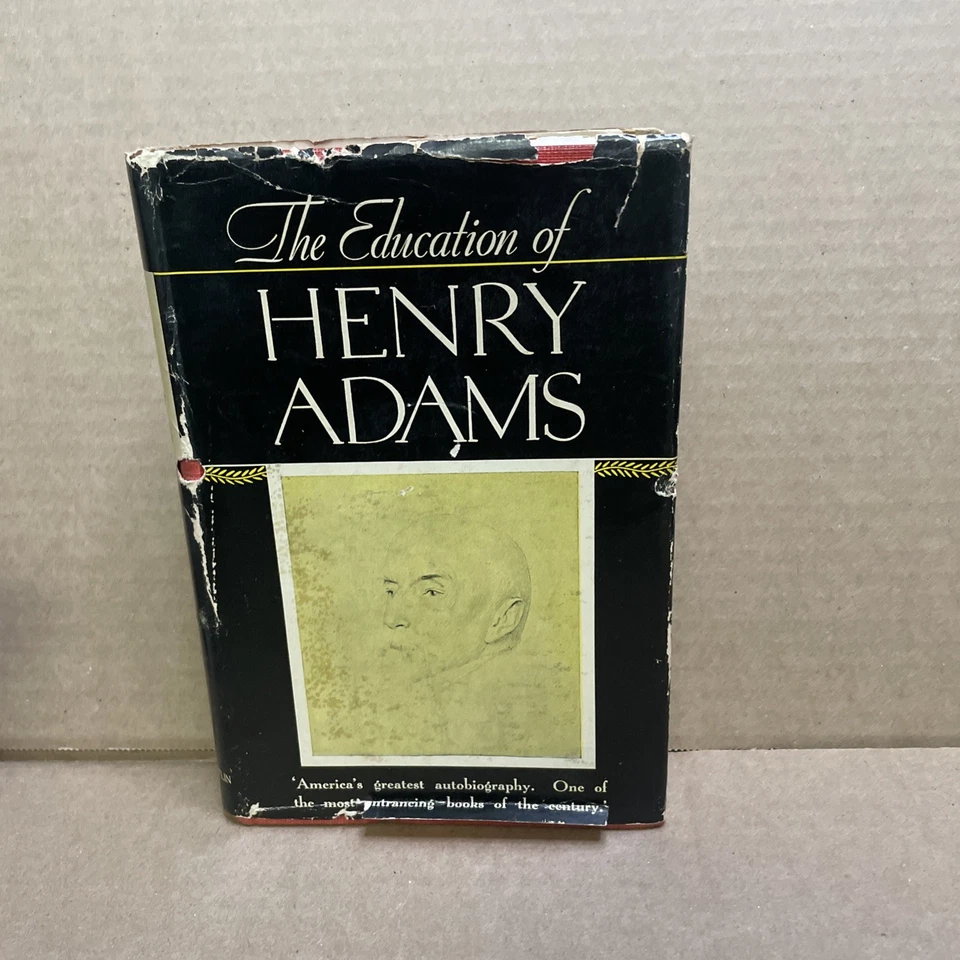 The Education of
HENRY
ADAMS
'America's greatest autobiography. One of
the most entrancing books of the century.'